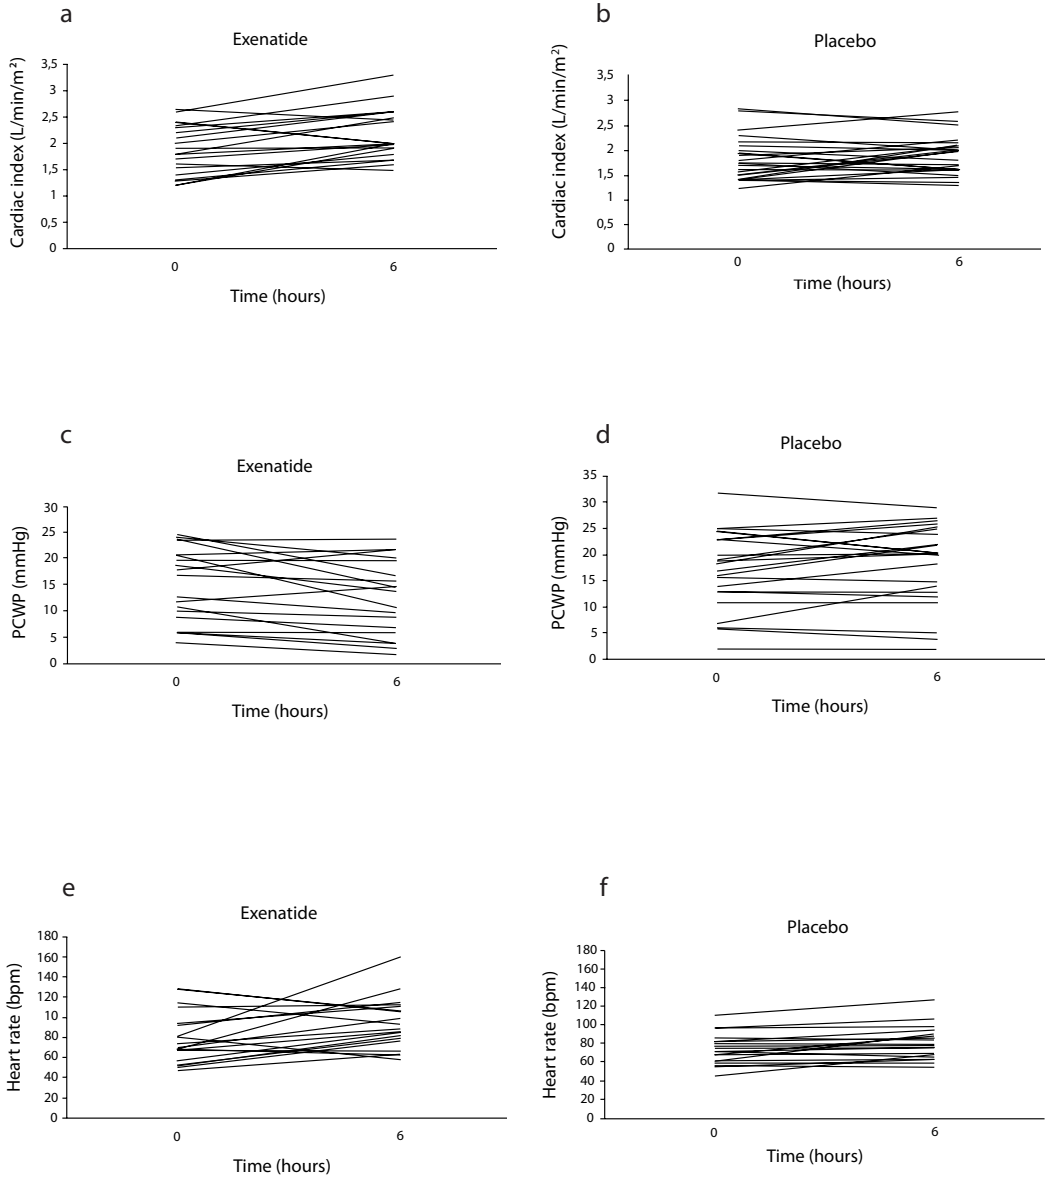 a
Exenatide
Cardiac index (L/min/m²)
3,5
3
2,5
2
1,5
1
0,5
0
0
6
Time (hours)
b
Placebo
Cardiac index (L/min/m²)
3,5
3
2,5
2
1,5
1
0,5
0
0
6
Time (hours)
c
Exenatide
PCWP (mmHg)
30
25
20
15
10
5
0
0
6
Time (hours)
d
Placebo
PCWP (mmHg)
35
30
25
20
15
10
5
0
0
6
Time (hours)
e
Exenatide
Heart rate (bpm)
180
160
140
120
10
80
60
40
20
0
0
6
Time (hours)
f
Placebo
Heart rate (bpm)
180
160
140
120
100
80
60
40
20
0
0
6
Time (hours)